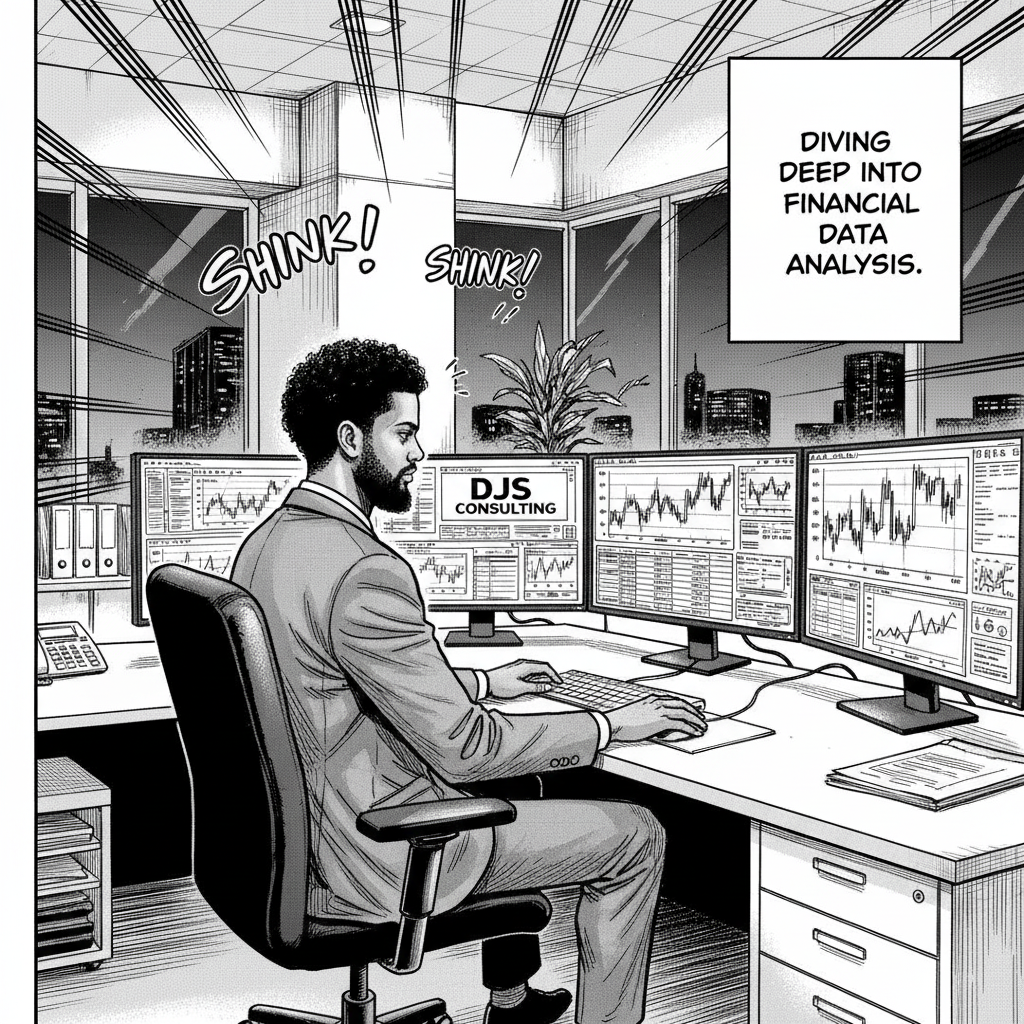 DIVING
DEEP INTO
FINANCIAL
DATA
ANALYSIS.
SHINK!
SHINK!
DJS
CONSULTING